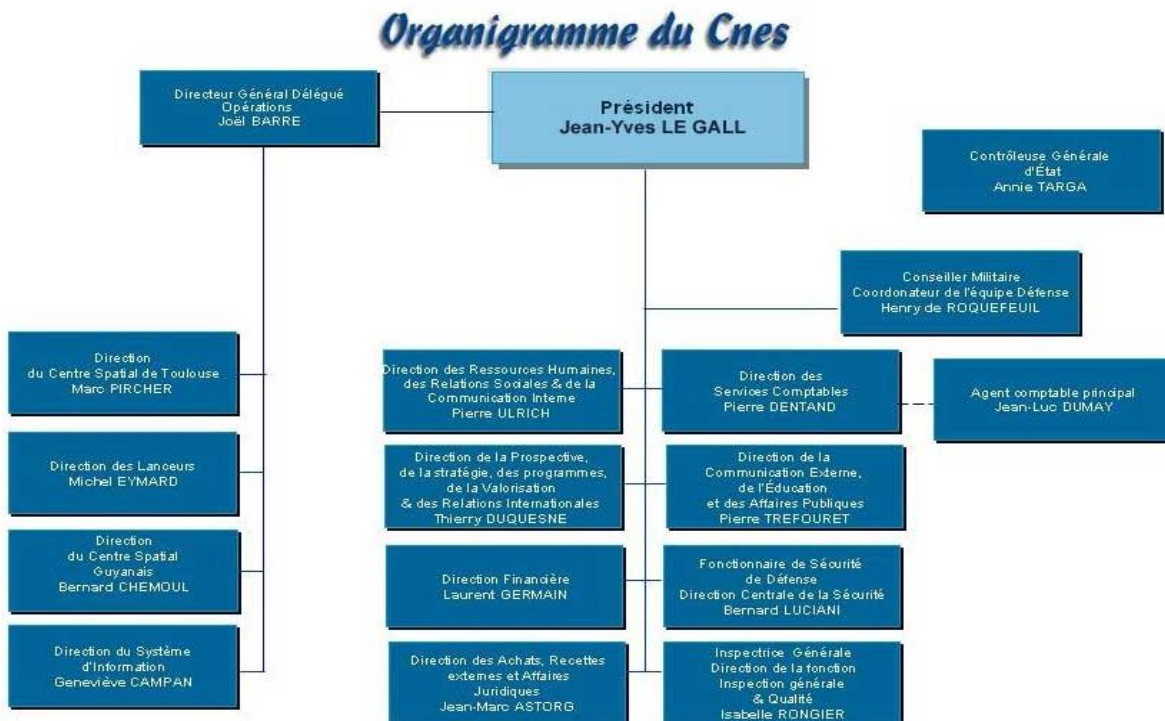 Organigramme du Cnes
Directeur Général Délégué
Opérations
Joël BARRE
Président
Jean-Yves LE GALL
Contrôleuse Générale
d'État
Annie TARGA
Conseiller Militaire
Coordonateur de l'équipe Défense
Henry de ROQUEFEUIL
Direction
du Centre Spatial de Toulouse
Marc PIRCHER
Direction des Ressources Humaines,
des Relations Sociales & de la
Communication Interne
Pierre ULRICH
Direction des
Services Comptables
Pierre DENTAND
Agent comptable principal
Jean-Luc DUMAY
Direction des Lanceurs
Michel EYMARD
Direction de la Prospective,
de la stratégie, des programmes,
de la Valorisation
& des Relations Internationales
Thierry DUQUESNE
Direction de la
Communication Externe,
de l'Éducation
et des Affaires Publiques
Pierre TREFOURET
Direction
du Centre Spatial
Guyanais
Bernard CHEMOUL
Direction Financière
Laurent GERMAIN
Fonctionnaire de Sécurité
de Défense
Direction Centrale de la Sécurité
Bernard LUCIANI
Direction du Système
d'Information
Geneviève CAMPAN
Direction des Achats, Recettes
externes et Affaires
Juridiques
Jean-Marc ASTORG
Inspectrice Générale
Direction de la fonction
Inspection générale
& Qualité
Isabelle RONGIER